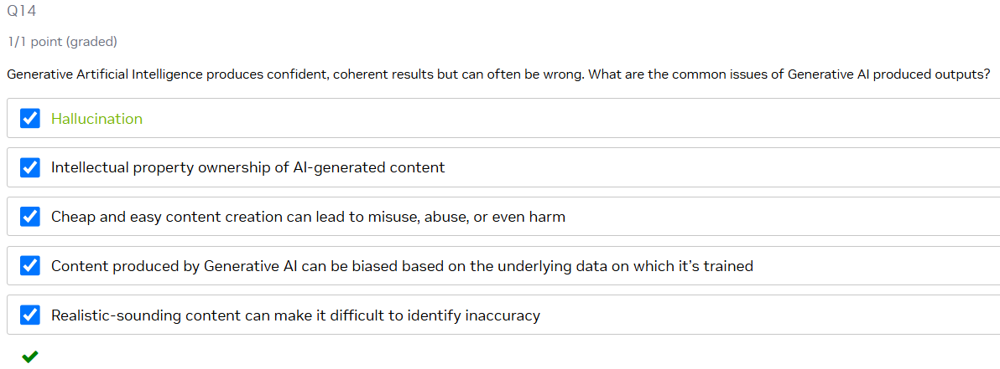 Q14
1/1 point (graded)
Generative Artificial Intelligence produces confident, coherent results but can often be wrong. What are the common issues of Generative AI produced outputs?
Hallucination
Intellectual property ownership of AI-generated content
Cheap and easy content creation can lead to misuse, abuse, or even harm
Content produced by Generative AI can be biased based on the underlying data on which it’s trained
Realistic-sounding content can make it difficult to identify inaccuracy